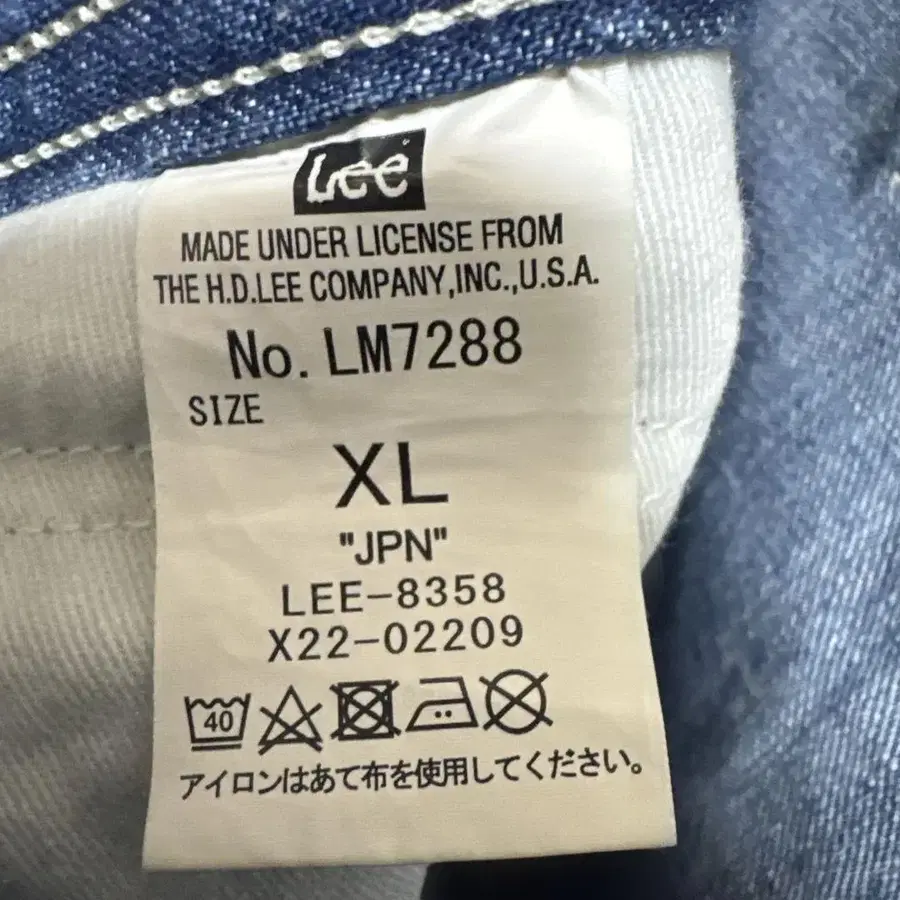 Lee
MADE UNDER LICENSE FROM
THE H.D.LEE COMPANY,INC.,U.S.A.
No. LM7288
SIZE
XL
"JPN"
LEE-8358
X22-02209
40
アイロンはあて布を使用してください。